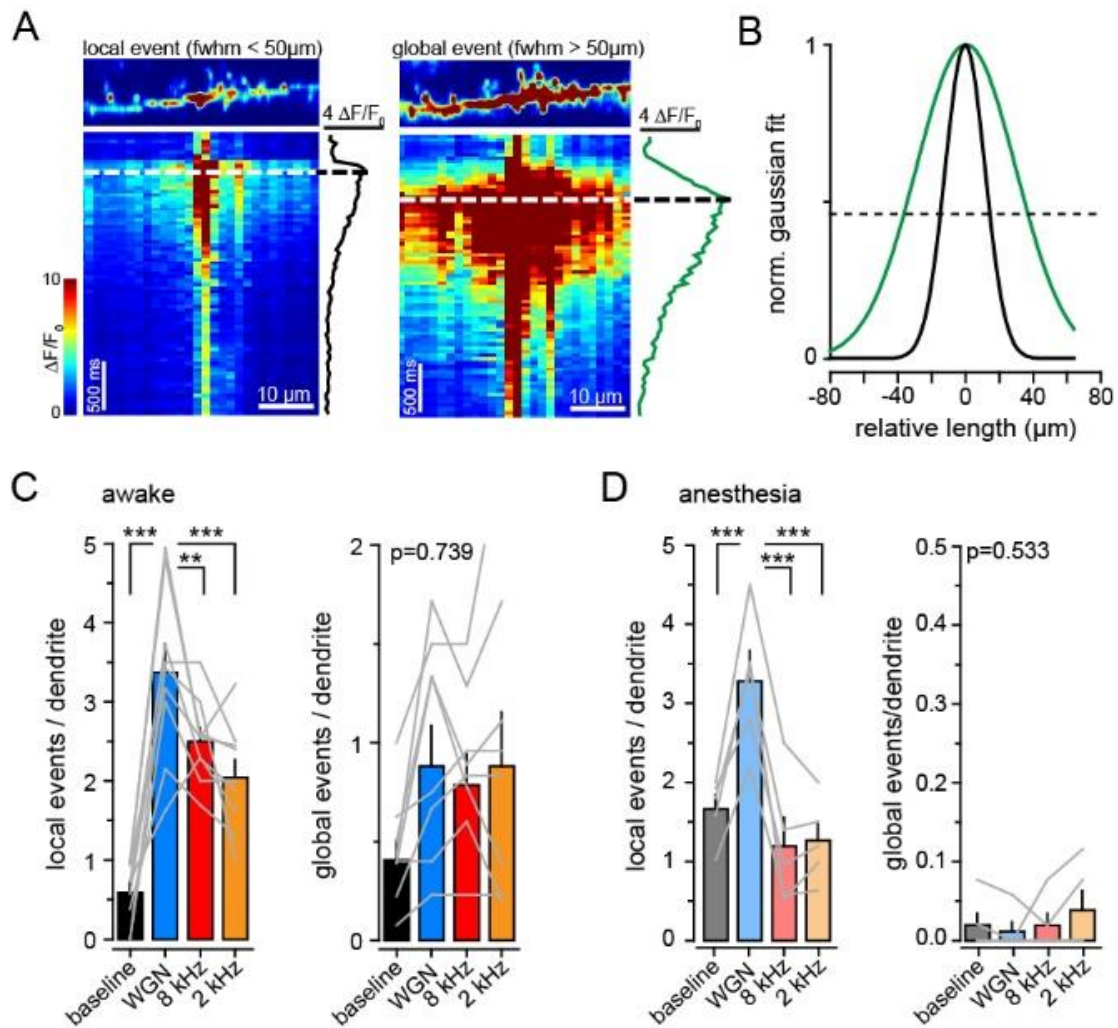 A
local event (fwhm < 50µm)
global event (fwhm > 50µm)
4 ΔF/F₀
4 ΔF/F₀
10
ΔF/F₀
0
500 ms
10 µm
500 ms
10 µm
B
norm. gaussian fit
1
0
-80 -40 0 40 80
relative length (µm)
C
awake
local events / dendrite
5
4
3
2
1
0
*** ***
**
baseline WGN 8 kHz 2 kHz
global events / dendrite
2
1
0
p=0.739
baseline WGN 8 kHz 2 kHz
D
anesthesia
local events / dendrite
5
4
3
2
1
0
*** ***
***
baseline WGN 8 kHz 2 kHz
global events/dendrite
0.5
0.4
0.3
0.2
0.1
0.0
p=0.533
baseline WGN 8 kHz 2 kHz